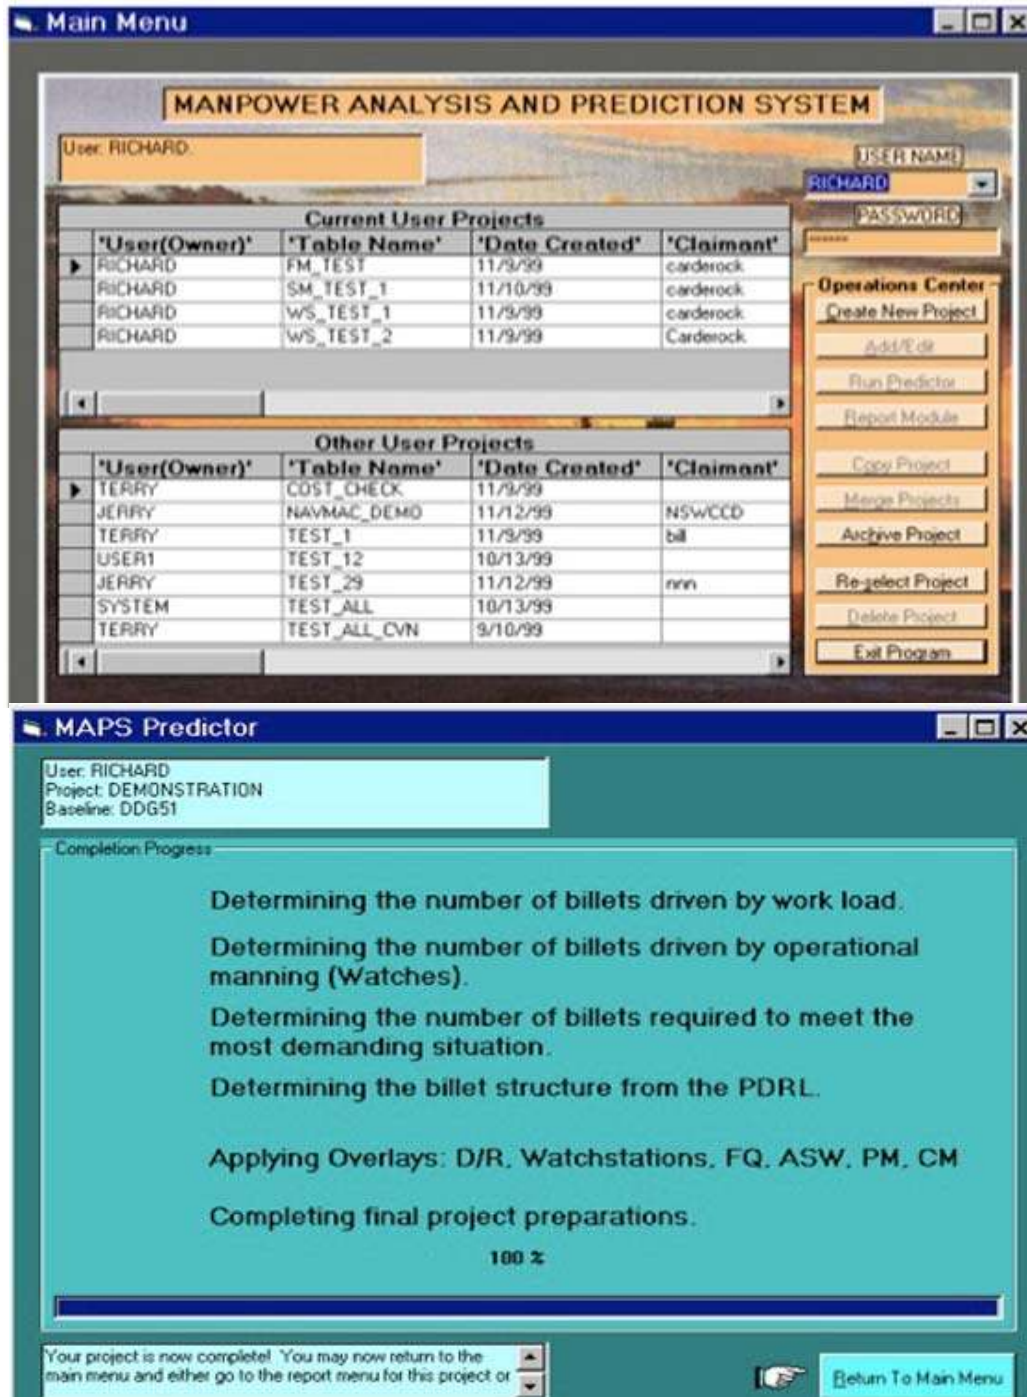 Main Menu
MANPOWER ANALYSIS AND PREDICTION SYSTEM
User: RICHARD.
USER NAME
RICHARD
PASSWORD
******
Current User Projects
'User(Owner)' 'Table Name' 'Date Created' 'Claimant'
RICHARD FM_TEST 11/9/99 carderock
RICHARD SM_TEST_1 11/10/99 carderock
RICHARD WS_TEST_1 11/9/99 carderock
RICHARD WS_TEST_2 11/9/99 Carderock
Other User Projects
'User(Owner)' 'Table Name' 'Date Created' 'Claimant'
TERRY COST_CHECK 11/9/99
JERRY NAVMAC_DEMO 11/12/99 NSWCCD
TERRY TEST_1 11/9/99 bill
USER1 TEST_12 10/13/99
JERRY TEST_29 11/12/99 nnn
SYSTEM TEST_ALL 10/13/99
TERRY TEST_ALL_CVN 9/10/99
Operations Center
Create New Project
Add/Edit
Run Predictor
Report Module
Copy Project
Merge Projects
Archive Project
Re-select Project
Delete Project
Exit Program
MAPS Predictor
User: RICHARD
Project: DEMONSTRATION
Baseline: DDG51
Completion Progress
Determining the number of billets driven by work load.
Determining the number of billets driven by operational
manning (Watches).
Determining the number of billets required to meet the
most demanding situation.
Determining the billet structure from the PDRL.
Applying Overlays: D/R, Watchstations, FQ, ASW, PM, CM
Completing final project preparations.
100 %
Your project is now complete! You may now return to the
main menu and either go to the report menu for this project or
Return To Main Menu